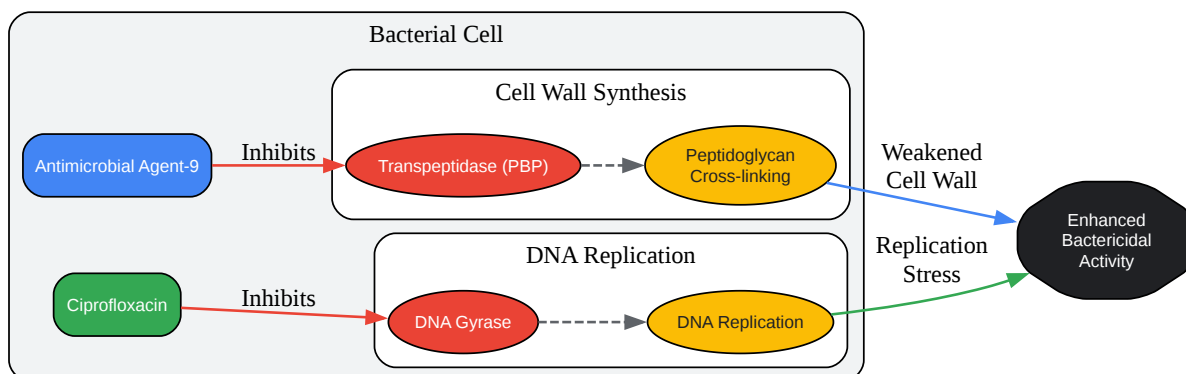 Bacterial Cell
Cell Wall Synthesis
Antimicrobial Agent-9
Inhibits
Transpeptidase (PBP)
Peptidoglycan
Cross-linking
Weakened
Cell Wall
Enhanced
Bactericidal
Activity
DNA Replication
Replication
Stress
Ciprofloxacin
Inhibits
DNA Gyrase
DNA Replication